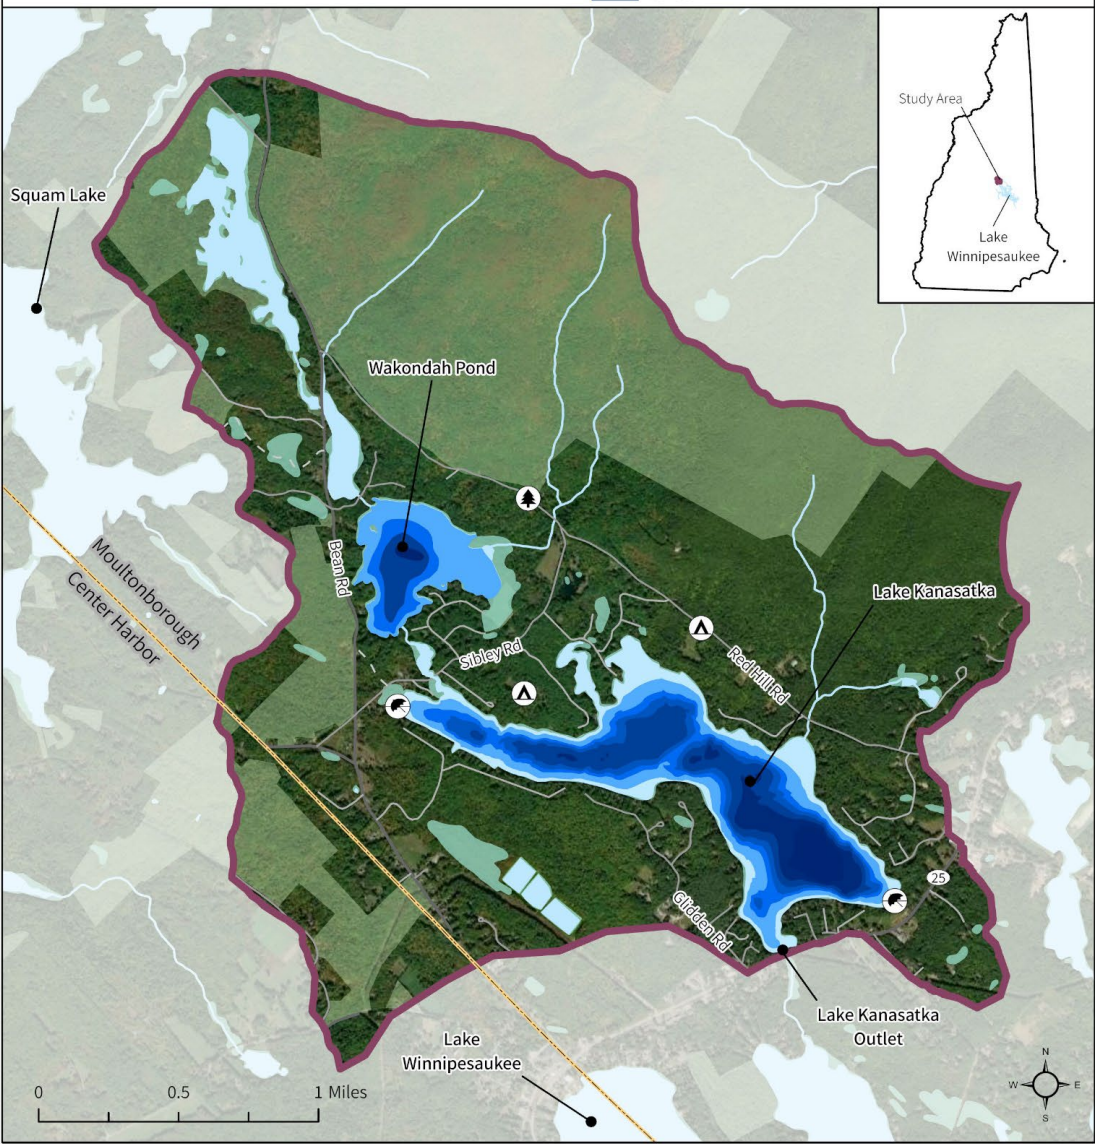 Study Area
Lake
Winnipesaukee
Squam Lake
Wakondah Pond
Bean Rd
Moultonborough
Center Harbor
Lake Kanasatka
Sibley Rd
Red Hill Rd
25
Glidden Rd
Lake Kanasatka
Outlet
Lake
Winnipesaukee
0 0.5 1 Miles
N
W E
S